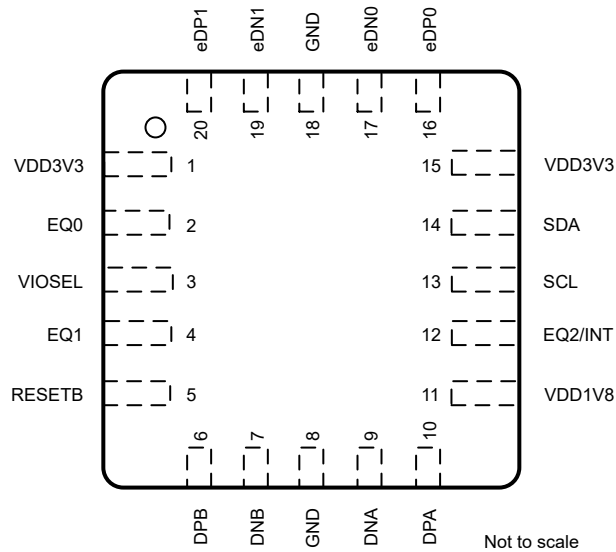 eDP1 eDN1 GND eDN0 eDP0
20 19 18 17 16
VDD3V3 1 15 VDD3V3
EQ0 2 14 SDA
VIOSEL 3 13 SCL
EQ1 4 12 EQ2/INT
RESETB 5 11 VDD1V8
6 7 8 9 10
DPB DNB GND DNA DPA
Not to scale